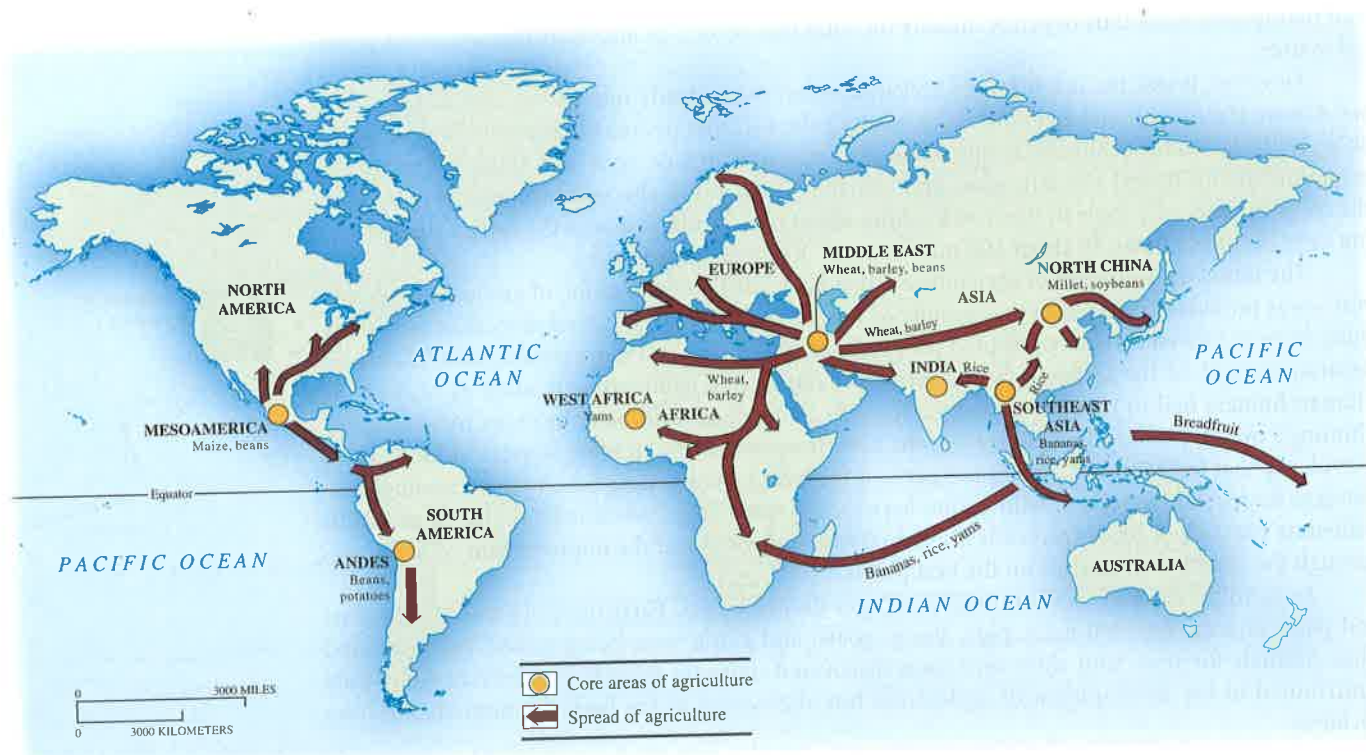 NORTH
AMERICA
ATLANTIC
OCEAN
MESOAMERICA
Maize, beans
Equator
SOUTH
AMERICA
PACIFIC OCEAN
ANDES
Beans,
potatoes
EUROPE
MIDDLE EAST
Wheat, barley, beans
ASIA
NORTH CHINA
Millet, soybeans
Wheat, barley
PACIFIC
OCEAN
Wheat,
barley
WEST AFRICA
Yams
AFRICA
INDIA
Rice
Rice
SOUTHEAST
ASIA
Bananas,
rice, yams
Breadfruit
Bananas, rice, yams
AUSTRALIA
INDIAN OCEAN
0 3000 MILES
0 3000 KILOMETERS
Core areas of agriculture
Spread of agriculture